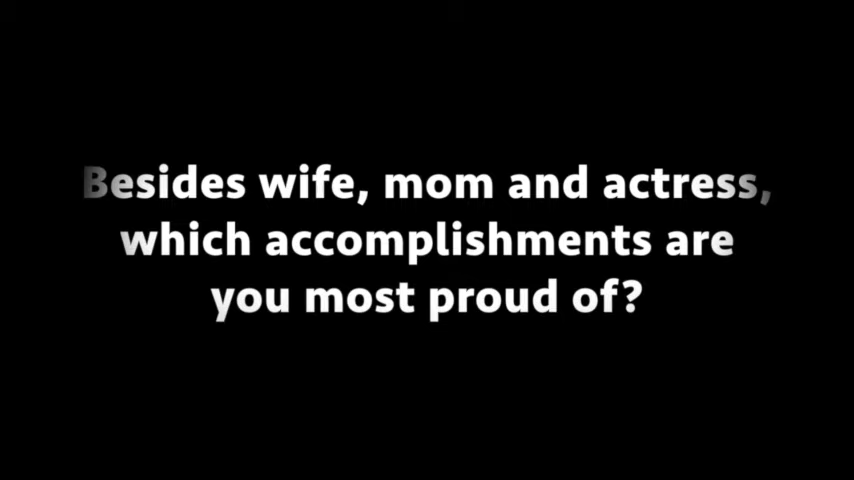 Besides wife, mom and actress,
which accomplishments are
you most proud of?